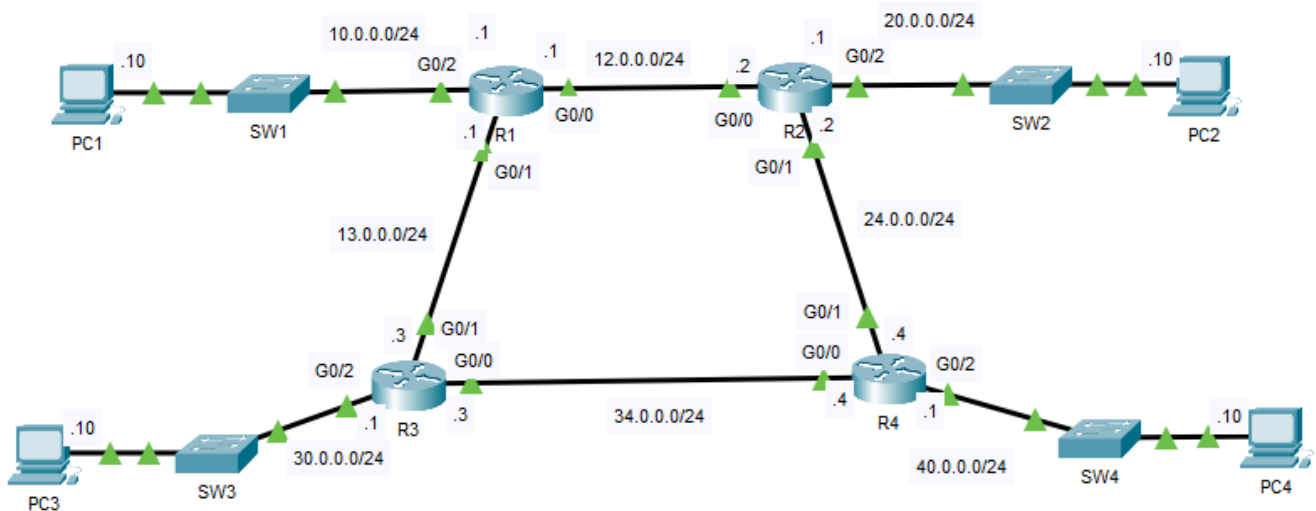 10.0.0.0/24
.1
.10
G0/2
.1
12.0.0.0/24
.2
.1
G0/2
20.0.0.0/24
.10
PC1
SW1
R1
G0/0
G0/0
R2
SW2
PC2
.1
G0/1
.2
G0/1
13.0.0.0/24
24.0.0.0/24
.3
G0/1
G0/1
.4
G0/2
G0/0
G0/0
G0/2
.10
.1
R3
.3
34.0.0.0/24
.4
R4
.1
.10
PC3
SW3
30.0.0.0/24
40.0.0.0/24
SW4
PC4